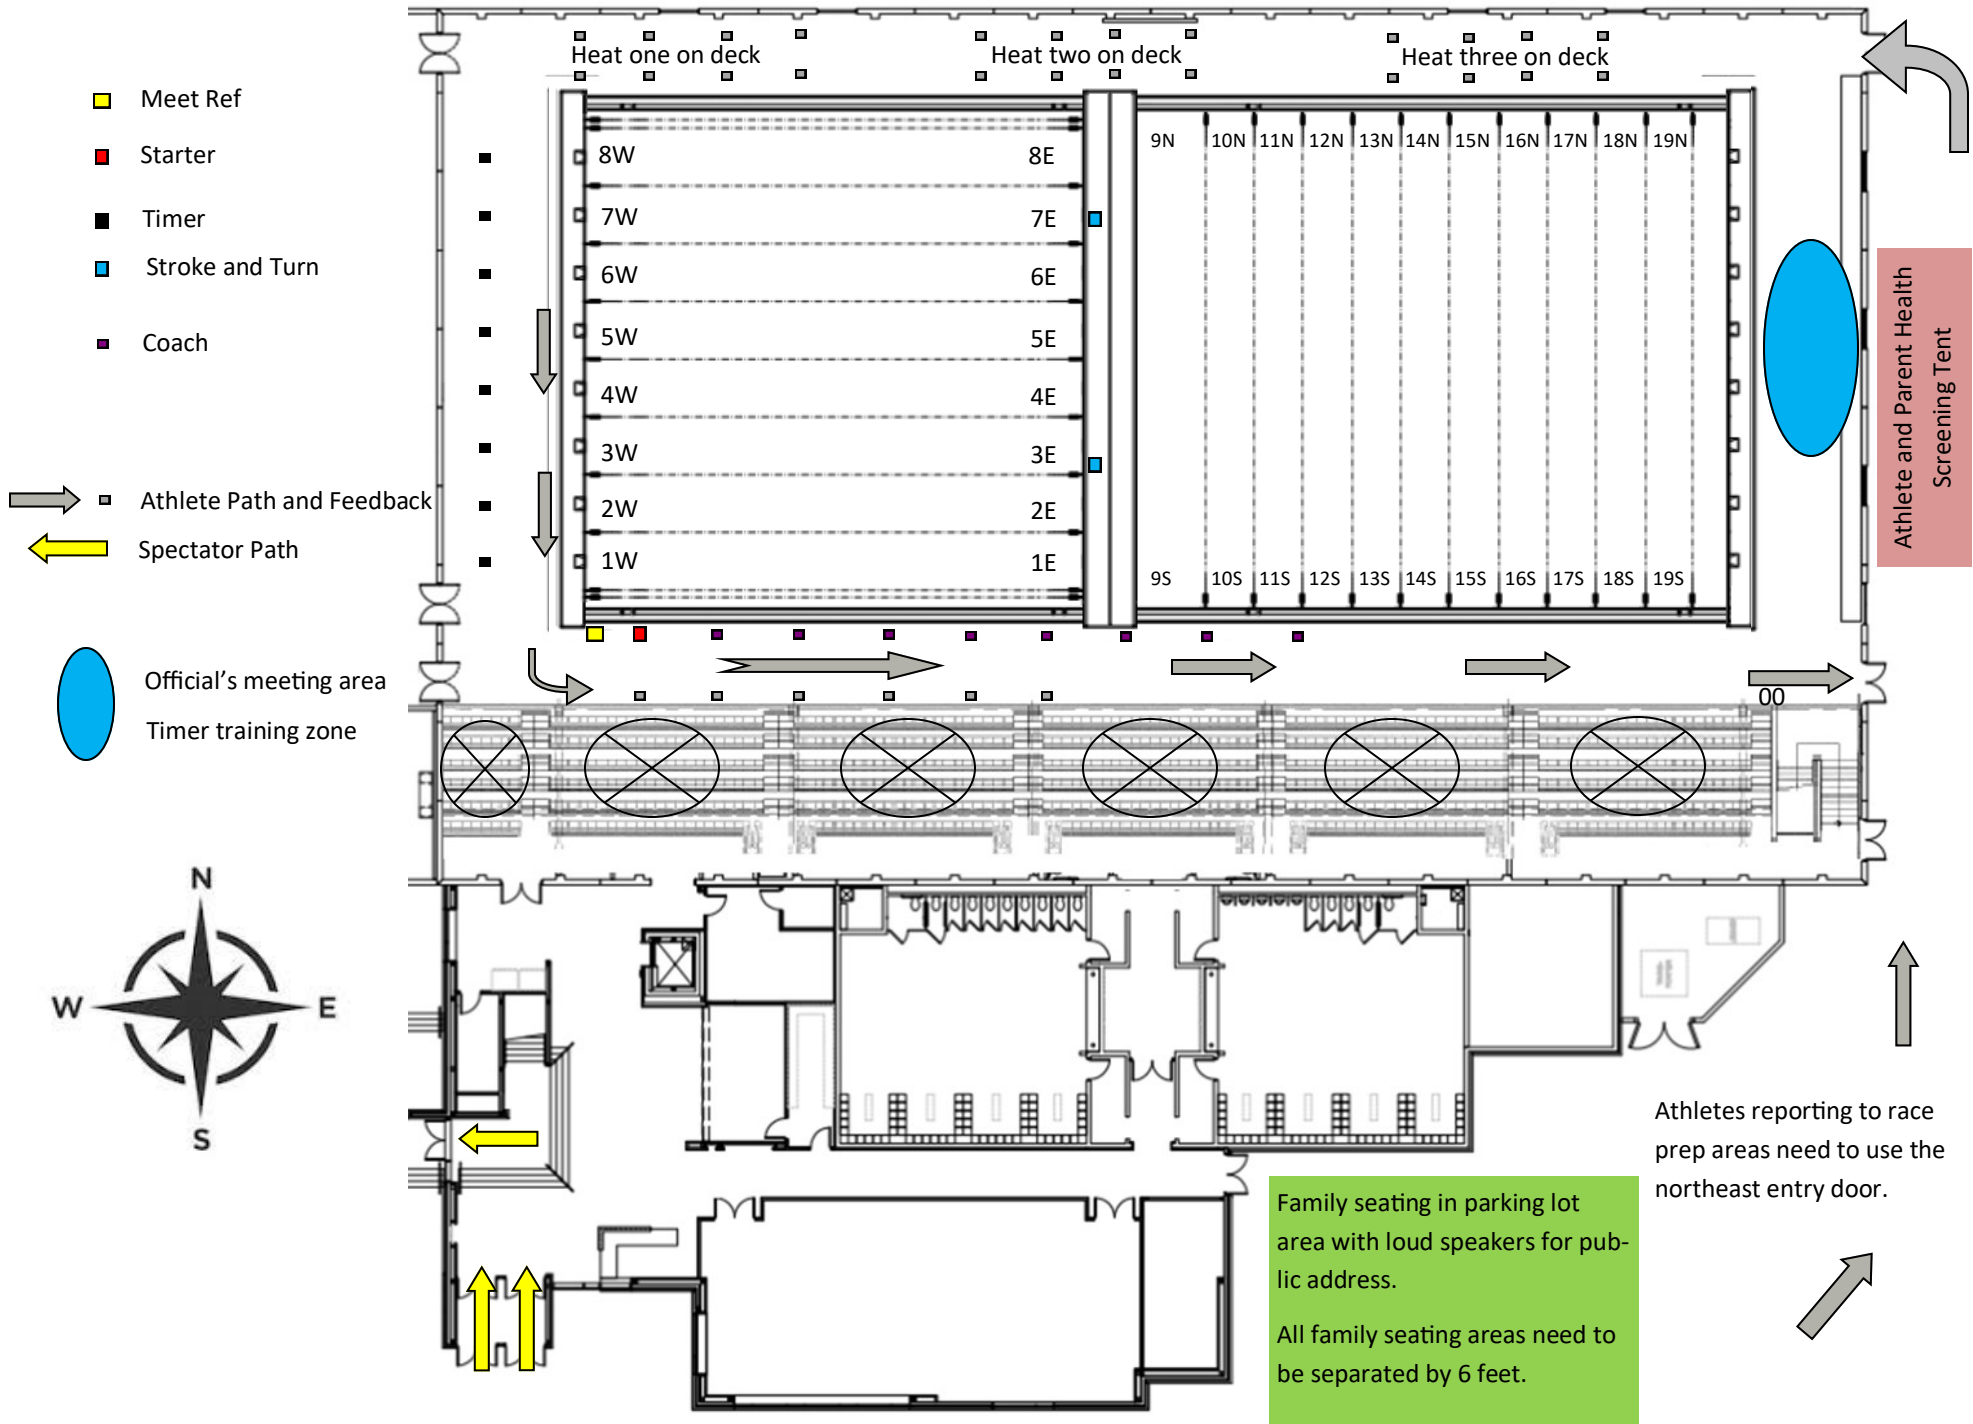 Heat one on deck
Heat two on deck
Heat three on deck
Meet Ref
Starter
Timer
Stroke and Turn
Coach
Athlete Path and Feedback
Spectator Path
Official’s meeting area
Timer training zone
8W
8E
7W
7E
6W
6E
5W
5E
4W
4E
3W
3E
2W
2E
1W
1E
9N 10N 11N 12N 13N 14N 15N 16N 17N 18N 19N
9S 10S 11S 12S 13S 14S 15S 16S 17S 18S 19S
Athlete and Parent Health
Screening Tent
00
N
W
E
S
Athletes reporting to race
prep areas need to use the
northeast entry door.
Family seating in parking lot
area with loud speakers for pub-
lic address.
All family seating areas need to
be separated by 6 feet.